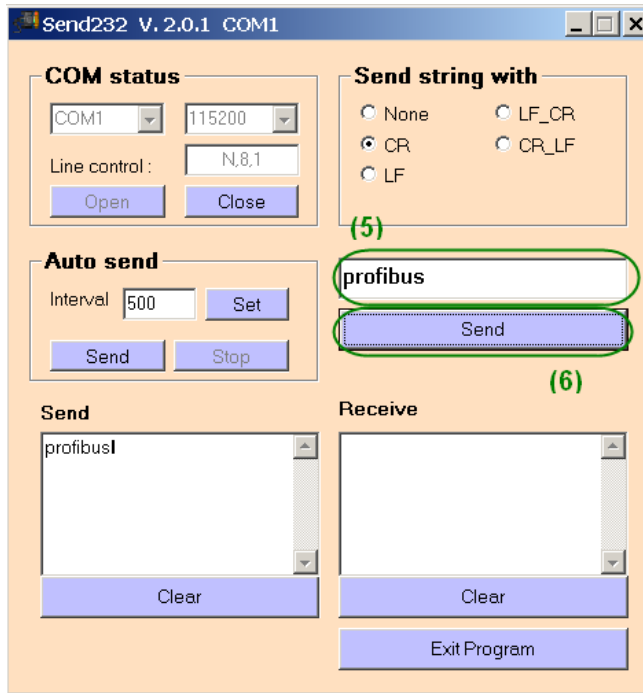 Send232 V. 2.0.1 COM1
COM status
COM1 115200
Line control : N,8,1
Open Close
Send string with
None LF_CR
CR CR_LF
LF
(5)
Auto send
Interval 500 Set
Send Stop
profibus
Send
(6)
Send
profibus
Clear
Receive
Clear
Exit Program